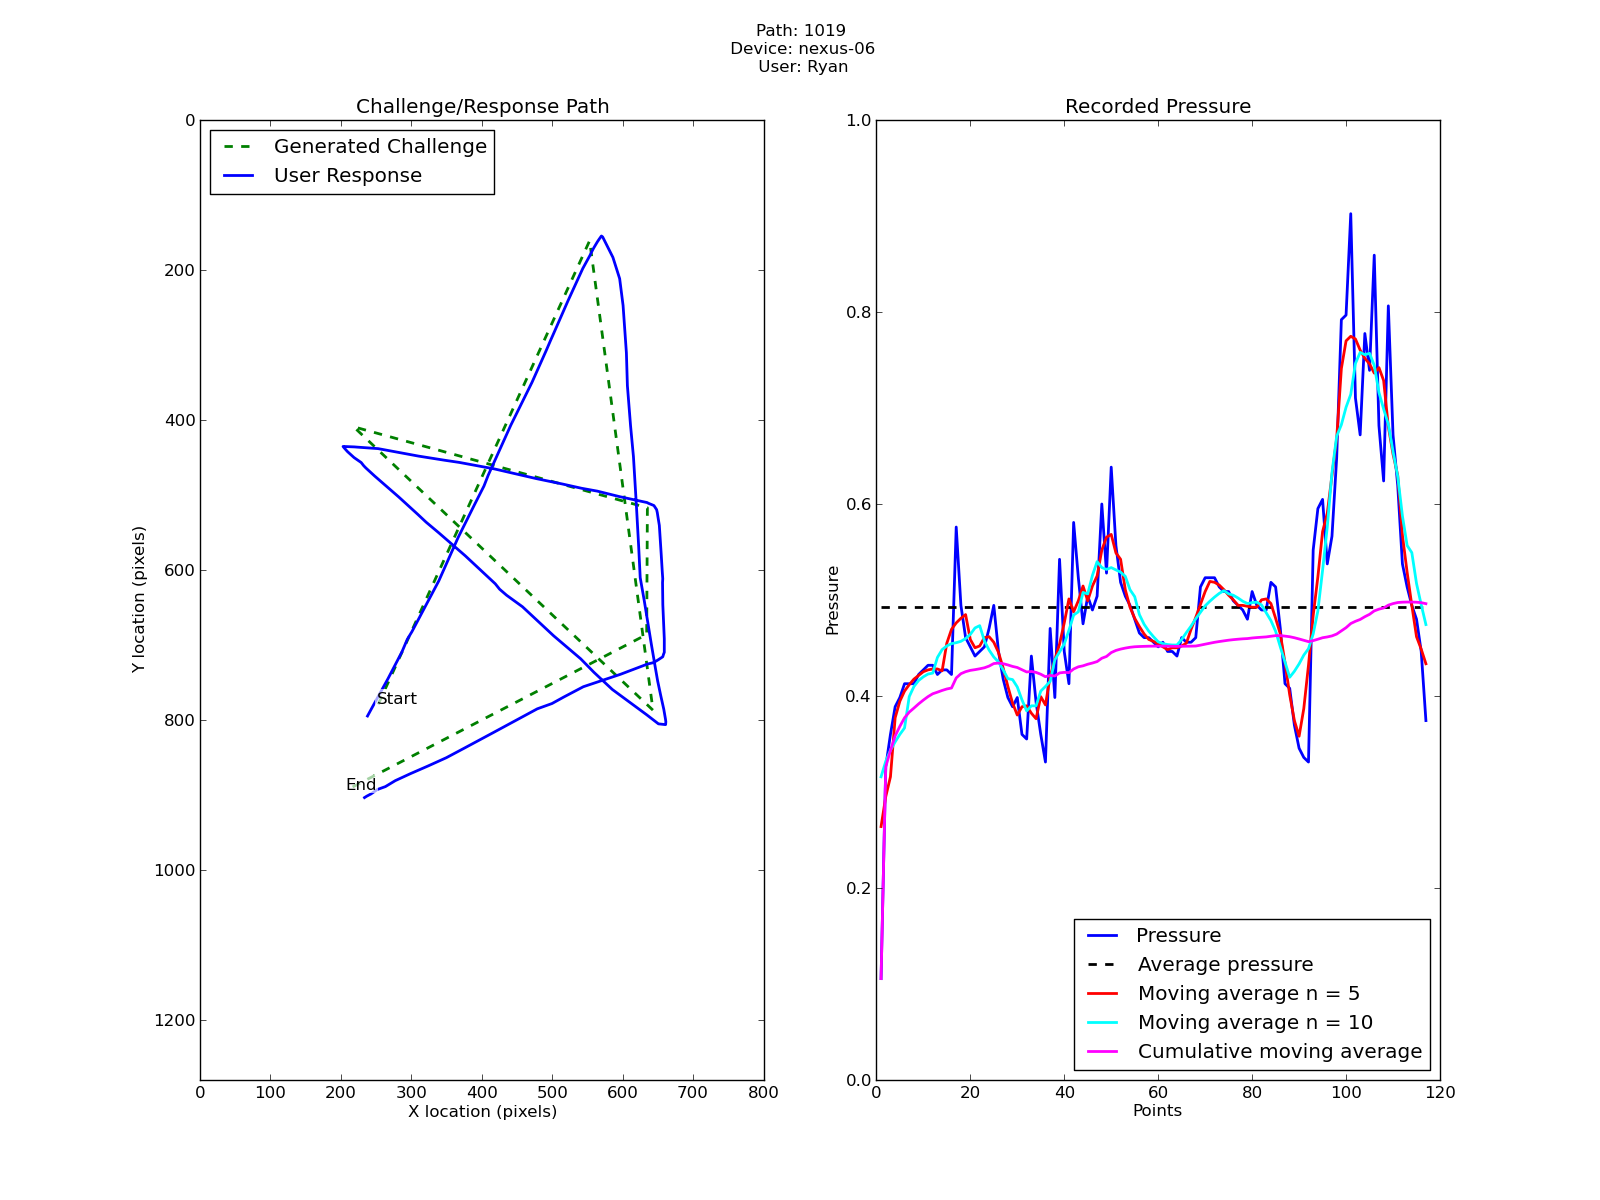 Path: 1019
Device: nexus-06
User: Ryan
Challenge/Response Path
Generated Challenge
User Response
0
200
400
600
800
1000
1200
Y location (pixels)
Start
End
0 100 200 300 400 500 600 700 800
X location (pixels)
Recorded Pressure
1.0
0.8
0.6
0.4
0.2
0.0
Pressure
Pressure
Average pressure
Moving average n = 5
Moving average n = 10
Cumulative moving average
0 20 40 60 80 100 120
Points